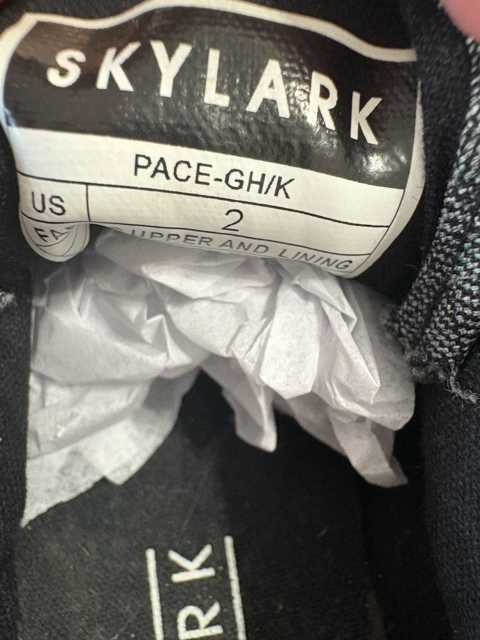 SKYLARK
PACE-GH/K
US 2
UPPER AND LINING
RK